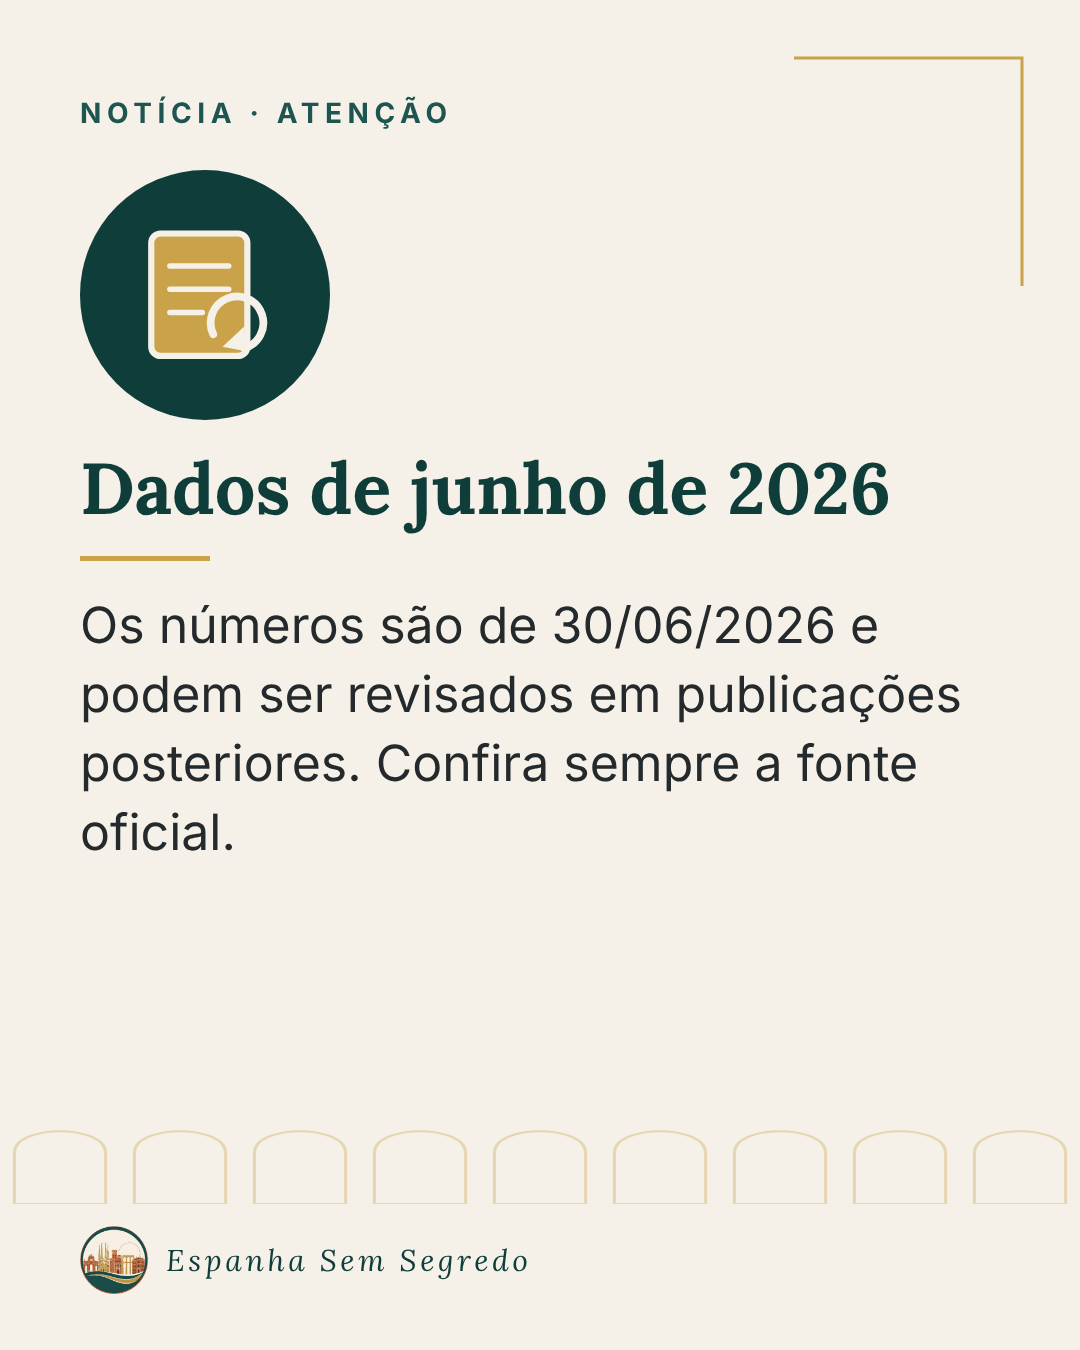 NOTÍCIA · ATENÇÃO
Dados de junho de 2026
Os números são de 30/06/2026 e
podem ser revisados em publicações
posteriores. Confira sempre a fonte
oficial.
Espanha Sem Segredo